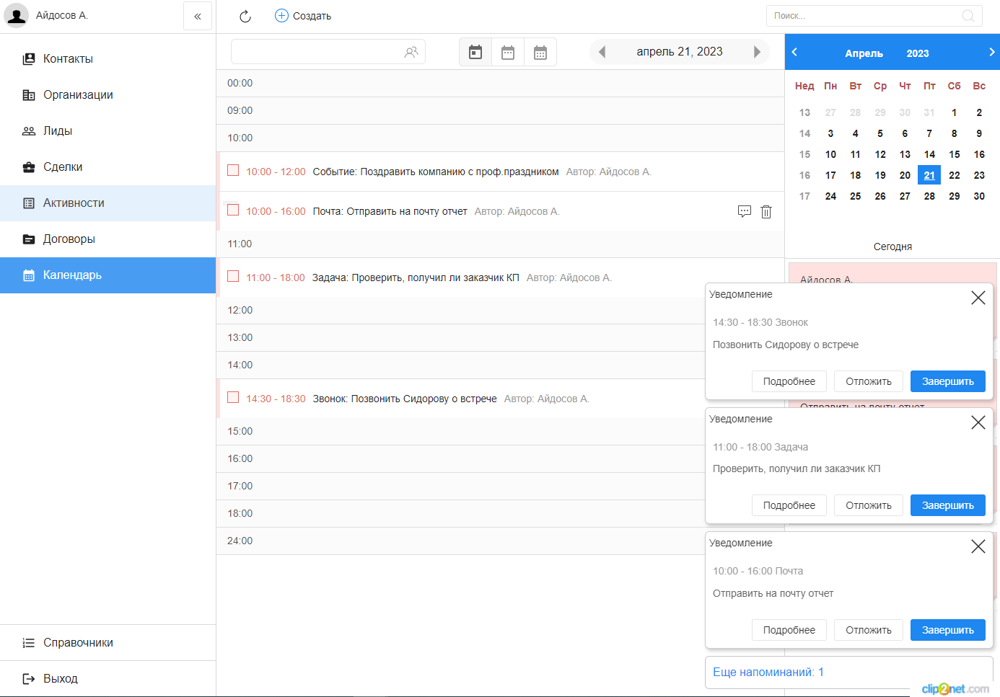 Айдосов А.
«
Создать
Поиск...
Контакты
Организации
Лиды
Сделки
Активности
Договоры
Календарь
Справочники
Выход
апрель 21, 2023
00:00
09:00
10:00
10:00 - 12:00 Событие: Поздравить компанию с проф.праздником Автор: Айдосов А.
10:00 - 16:00 Почта: Отправить на почту отчет Автор: Айдосов А.
11:00
11:00 - 18:00 Задача: Проверить, получил ли заказчик КП Автор: Айдосов А.
12:00
13:00
14:00
14:30 - 18:30 Звонок: Позвонить Сидорову о встрече Автор: Айдосов А.
15:00
16:00
17:00
18:00
24:00
Апрель 2023
Нед Пн Вт Ср Чт Пт Сб Вс
13 27 28 29 30 31 1 2
14 3 4 5 6 7 8 9
15 10 11 12 13 14 15 16
16 17 18 19 20 21 22 23
17 24 25 26 27 28 29 30
Сегодня
Айдосов А.
Уведомление
14:30 - 18:30 Звонок
Позвонить Сидорову о встрече
Подробнее Отложить Завершить
Отправить на почту отчет
Уведомление
11:00 - 18:00 Задача
Проверить, получил ли заказчик КП
Подробнее Отложить Завершить
Уведомление
10:00 - 16:00 Почта
Отправить на почту отчет
Подробнее Отложить Завершить
Еще напоминаний: 1
clip2net.com